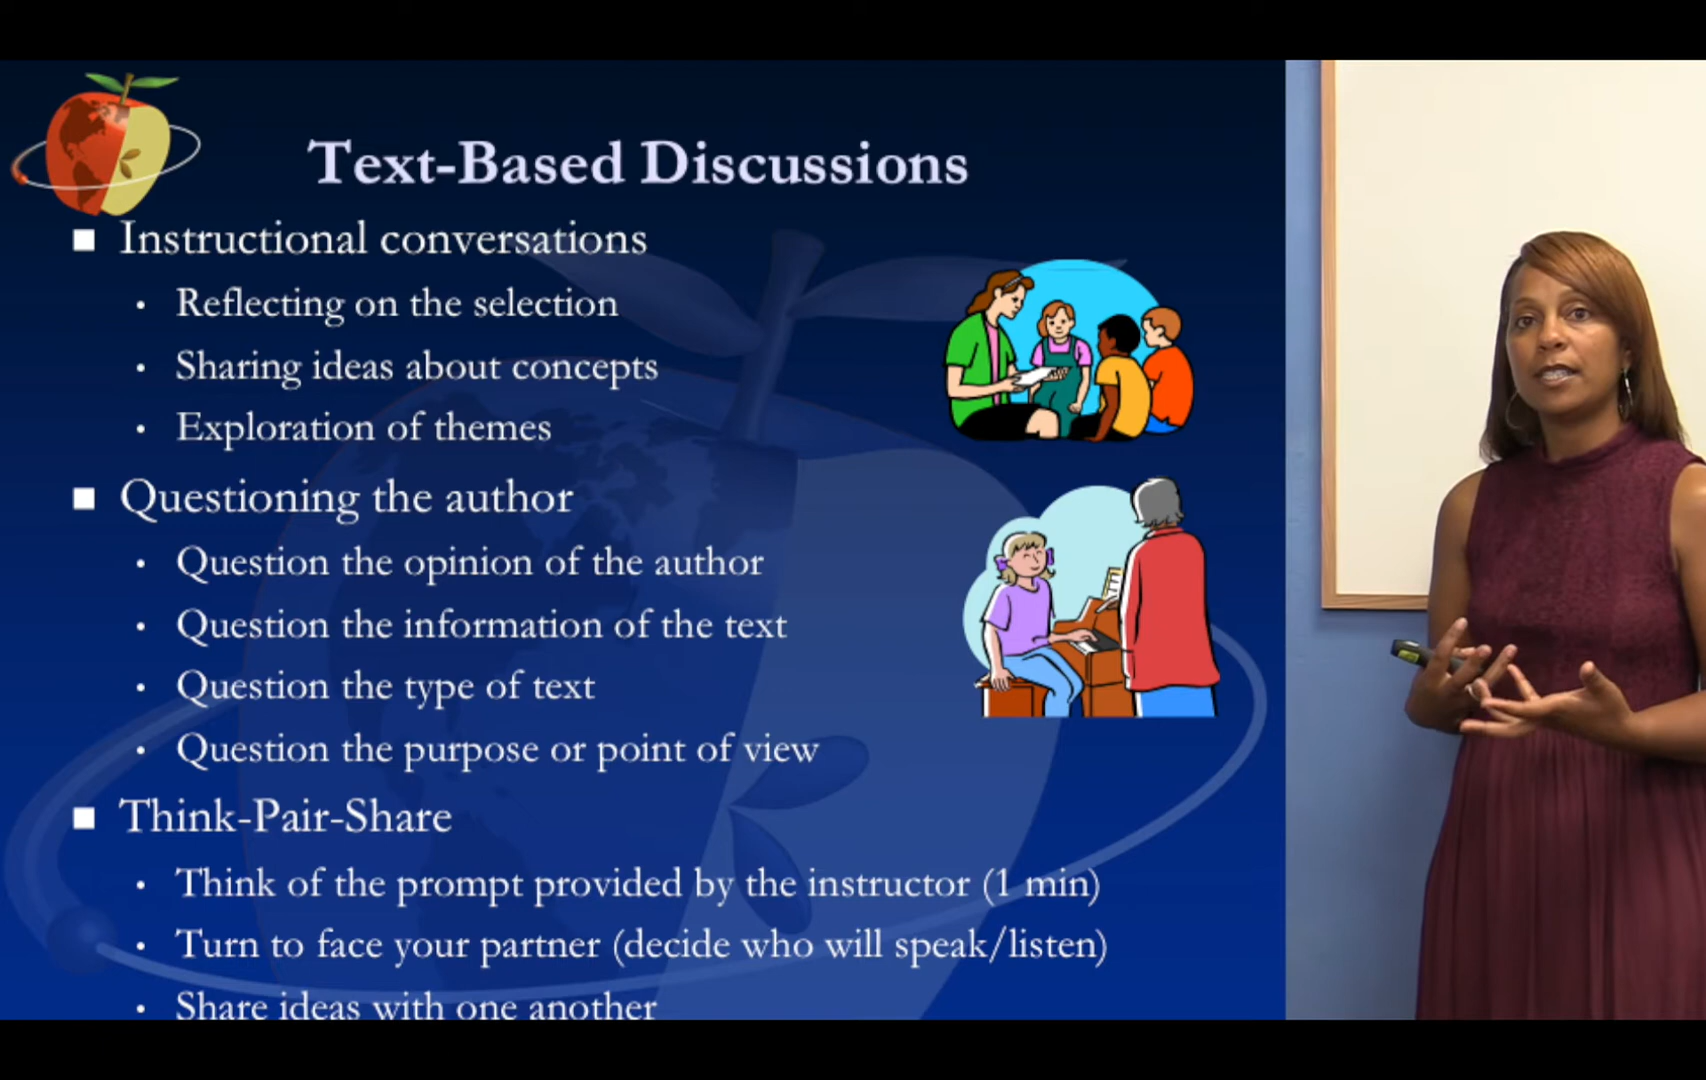 Text-Based Discussions
Instructional conversations
Reflecting on the selection
Sharing ideas about concepts
Exploration of themes
Questioning the author
Question the opinion of the author
Question the information of the text
Question the type of text
Question the purpose or point of view
Think-Pair-Share
Think of the prompt provided by the instructor (1 min)
Turn to face your partner (decide who will speak/listen)
Share ideas with one another